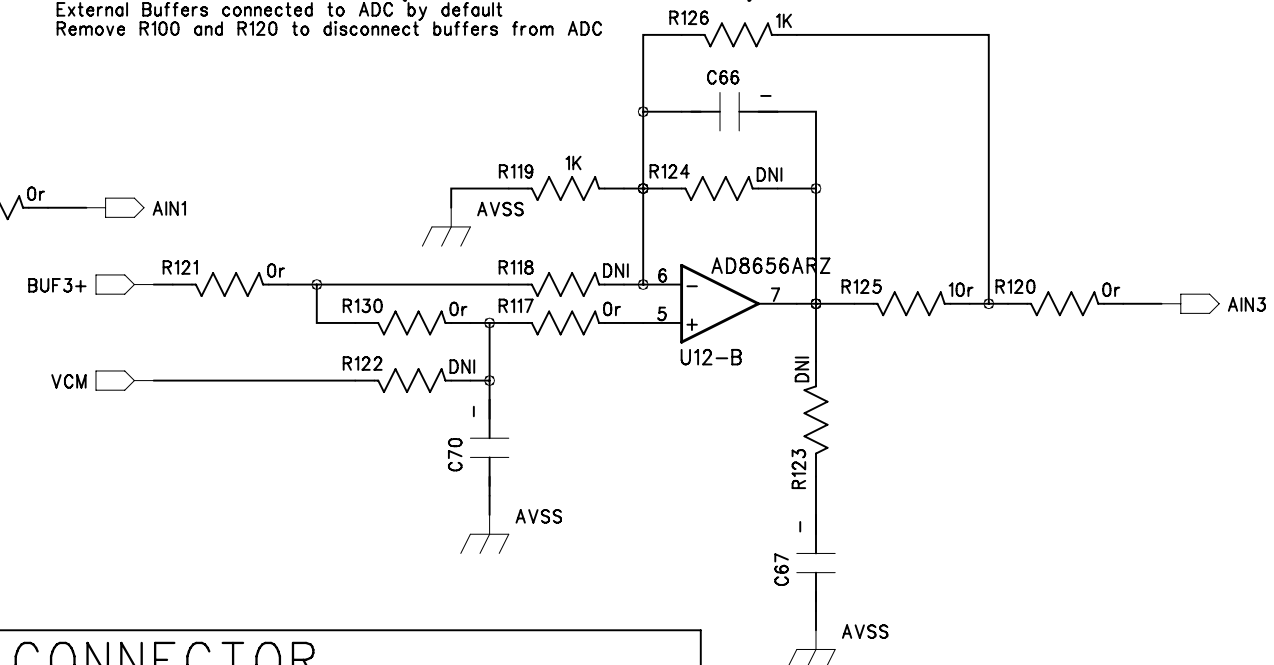 External Buffers connected to ADC by default
Remove R100 and R120 to disconnect buffers from ADC
R126 1K
C66 –
R119 1K
R124 DNI
AVSS
0r AIN1
BUF3+ R121 0r
R118 DNI 6
AD8656ARZ
–
7
R125 10r
R120 0r
AIN3
R130 0r
R117 0r 5
+
U12-B
VCM R122 DNI
–
C70
AVSS
DNI
R123
–
C67
AVSS
CONNECTOR